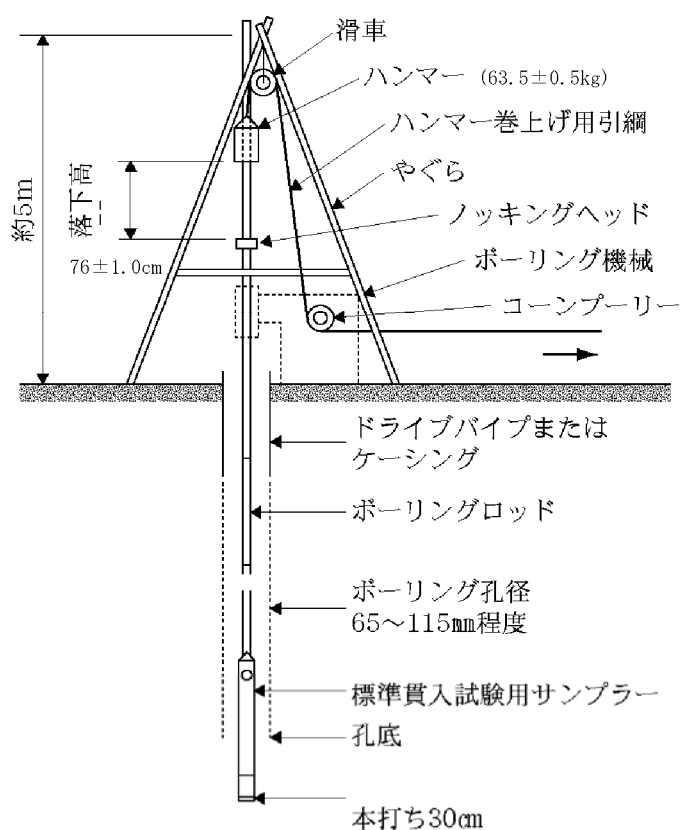 滑車
ハンマー (63.5±0.5kg)
ハンマー巻上げ用引綱
やぐら
ノッキングヘッド
ボーリング機械
コーンプーリー
約5m
落下高
76±1.0cm
ドライブパイプまたは
ケーシング
ボーリングロッド
ボーリング孔径
65～115㎜程度
標準貫入試験用サンプラー
孔底
本打ち30㎝